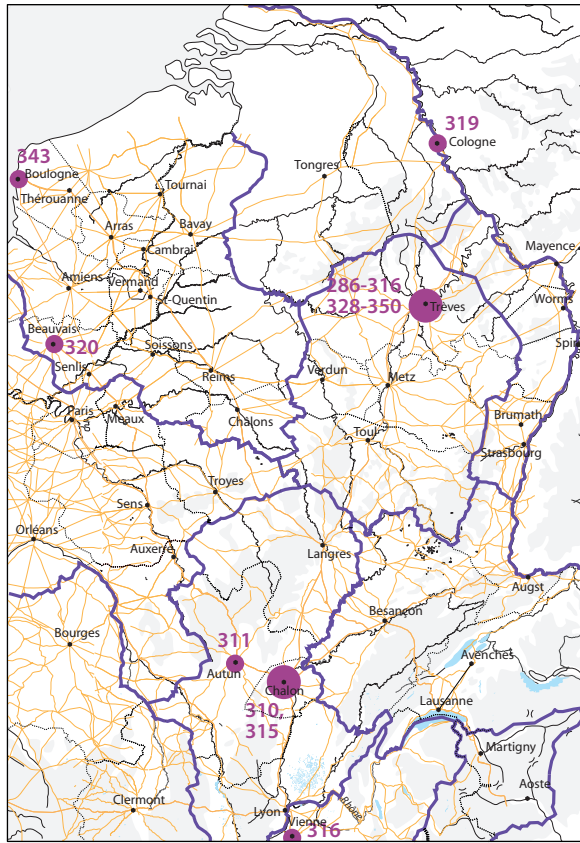 319
Cologne
343
Boulogne
Thérouanne
Tournai
Tongres
Arras
Bavay
Cambrai
Mayence
286-316
328-350
Trèves
Amiens
Vermand
St-Quentin
Worms
Beauvais
320
Soissons
Senlis
Reims
Verdun
Metz
Spir
Paris
Meaux
Châlons
Brumath
Toul
Strasbourg
Troyes
Sens
Orléans
Auxerre
Langres
Augst
Besançon
Bourges
311
Autun
Avenches
Chalon
310,
315
Lausanne
Martigny
Aoste
Clermont
Lyon
Rhône
Vienne
316